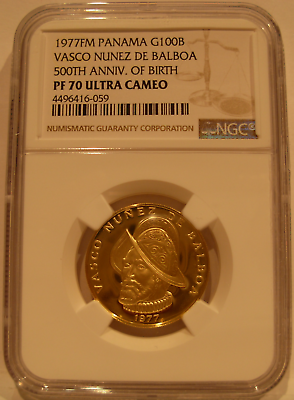 1977FM PANAMA G100B
VASCO NUNEZ DE BALBOA
500TH ANNIV. OF BIRTH
PF 70 ULTRA CAMEO
4496416-059
NUMISMATIC GUARANTY CORPORATION
NGC
VASCO NUNEZ DE BALBOA
1977